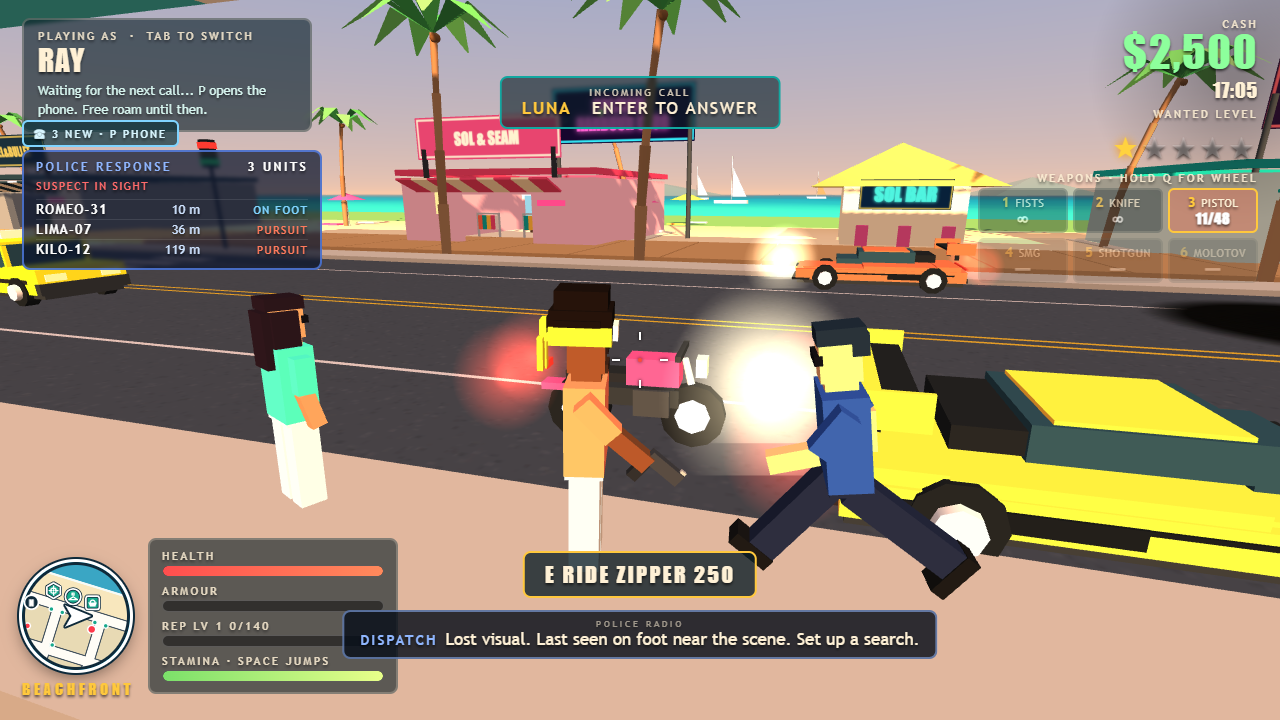 PLAYING AS · TAB TO SWITCH
RAY
Waiting for the next call... P opens the
phone. Free roam until then.
☎ 3 NEW · P PHONE
POLICE RESPONSE 3 UNITS
SUSPECT IN SIGHT
ROMEO-31 10 m ON FOOT
LIMA-07 36 m PURSUIT
KILO-12 119 m PURSUIT
INCOMING CALL
LUNA ENTER TO ANSWER
CASH
$2,500
17:05
WANTED LEVEL
WEAPONS · HOLD Q FOR WHEEL
1 FISTS
∞
2 KNIFE
∞
3 PISTOL
11/48
4 SMG
—
5 SHOTGUN
—
6 MOLOTOV
—
SOL & SEAM
SOL BAR
E RIDE ZIPPER 250
POLICE RADIO
DISPATCH Lost visual. Last seen on foot near the scene. Set up a search.
HEALTH
ARMOUR
REP LV 1 0/140
STAMINA · SPACE JUMPS
BEACHFRONT